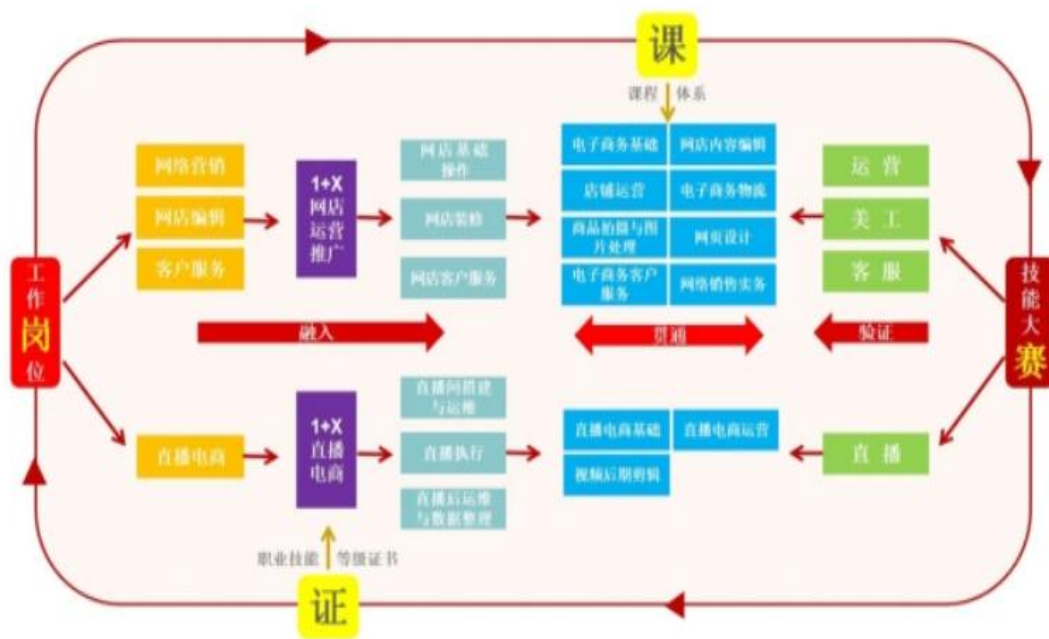 课
课程 体系
网络营销
网店编辑
客户服务
1+X
网店
运营
推广
网店基础
操作
网店装修
网店客户服务
电子商务基础
网店内容编辑
店铺运营
电子商务物流
商品拍摄与图
片处理
网页设计
电子商务客户
服务
网络销售实务
运营
美工
客服
工作岗位
技能大赛
融入
贯通
验证
直播电商
1+X
直播
电商
直播间搭建
与运维
直播执行
直播后运维
与数据整理
直播电商基础
直播电商运营
视频后期剪辑
直播
职业技能 等级证书
证